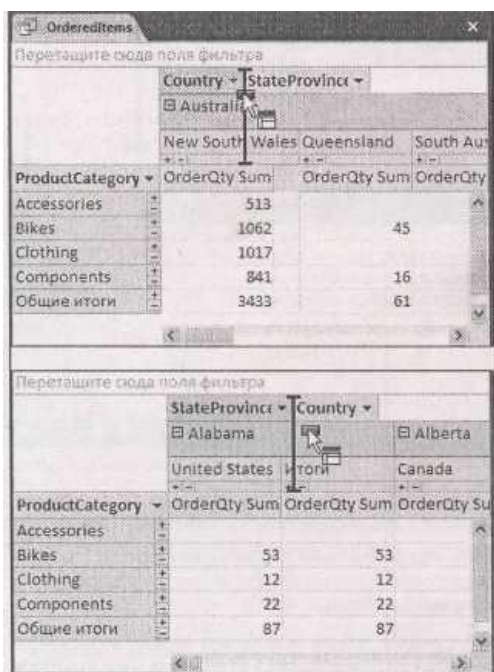 OrderedItems
Перетащите сюда поля фильтра
Country StateProvince
Australia
New South Wales Queensland South Aus
ProductCategory OrderQty Sum OrderQty Sum OrderQty
Accessories 513
Bikes 1062 45
Clothing 1017
Components 841 16
Общие итоги 3433 61
Перетащите сюда поля фильтра
StateProvince Country
Alabama Alberta
United States Итоги Canada
ProductCategory OrderQty Sum OrderQty Sum OrderQty Su
Accessories
Bikes 53 53
Clothing 12 12
Components 22 22
Общие итоги 87 87